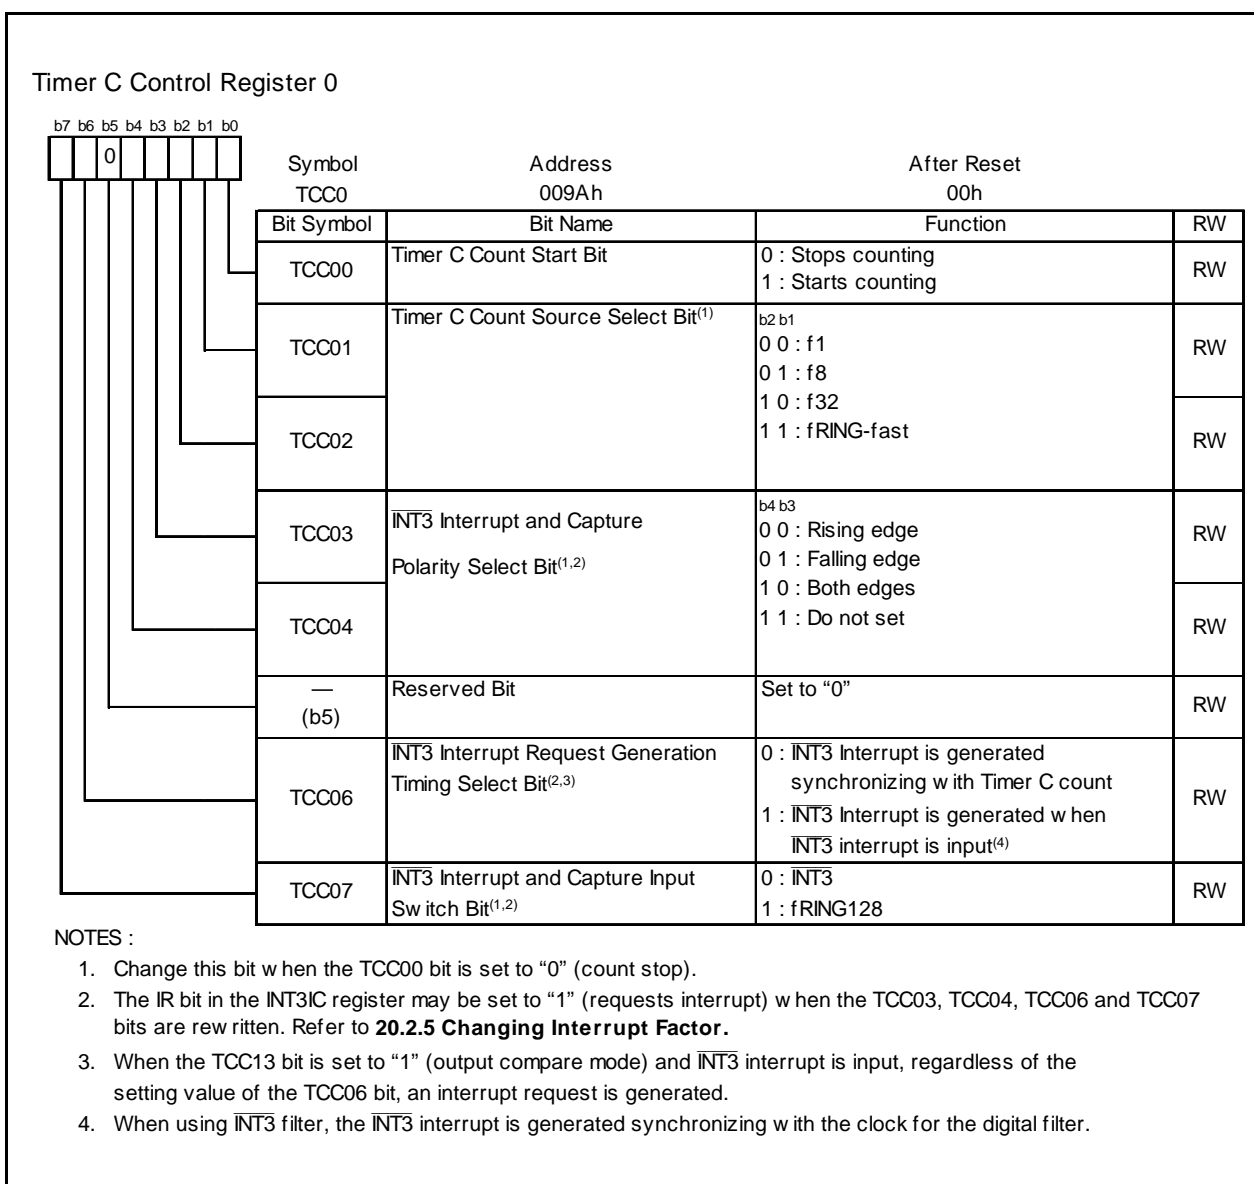 Timer C Control Register 0
b7 b6 b5 b4 b3 b2 b1 b0
0
Symbol Address After Reset
TCC0 009Ah 00h
Bit Symbol Bit Name Function RW
TCC00 Timer C Count Start Bit 0 : Stops counting RW
1 : Starts counting
TCC01 Timer C Count Source Select Bit(1) b2 b1 RW
0 0 : f1
0 1 : f8
1 0 : f32
TCC02 1 1 : fRING-fast RW
TCC03 INT3 Interrupt and Capture b4 b3 RW
Polarity Select Bit(1,2) 0 0 : Rising edge
0 1 : Falling edge
1 0 : Both edges
TCC04 1 1 : Do not set RW
— Reserved Bit Set to “0” RW
(b5)
TCC06 INT3 Interrupt Request Generation 0 : INT3 Interrupt is generated RW
Timing Select Bit(2,3) synchronizing with Timer C count
1 : INT3 Interrupt is generated when
INT3 interrupt is input(4)
TCC07 INT3 Interrupt and Capture Input 0 : INT3 RW
Switch Bit(1,2) 1 : fRING128
NOTES :
1. Change this bit when the TCC00 bit is set to “0” (count stop).
2. The IR bit in the INT3IC register may be set to “1” (requests interrupt) when the TCC03, TCC04, TCC06 and TCC07
bits are rewritten. Refer to 20.2.5 Changing Interrupt Factor.
3. When the TCC13 bit is set to “1” (output compare mode) and INT3 interrupt is input, regardless of the
setting value of the TCC06 bit, an interrupt request is generated.
4. When using INT3 filter, the INT3 interrupt is generated synchronizing with the clock for the digital filter.